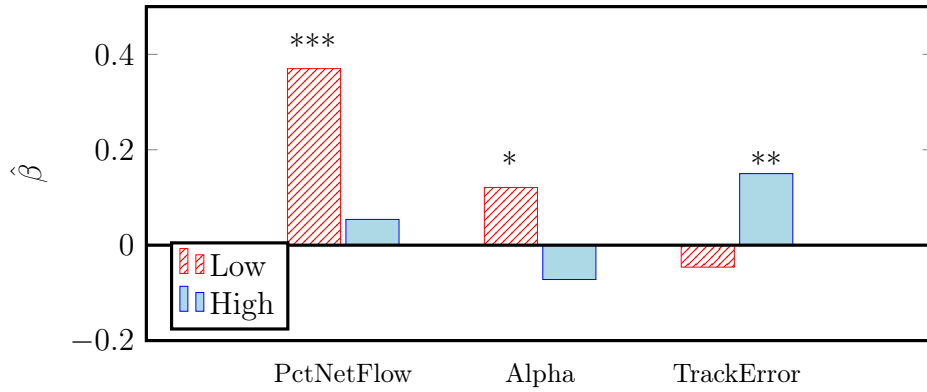 ***
0.4
*
**
0.2
β̂
0
Low
High
−0.2
PctNetFlow Alpha TrackError